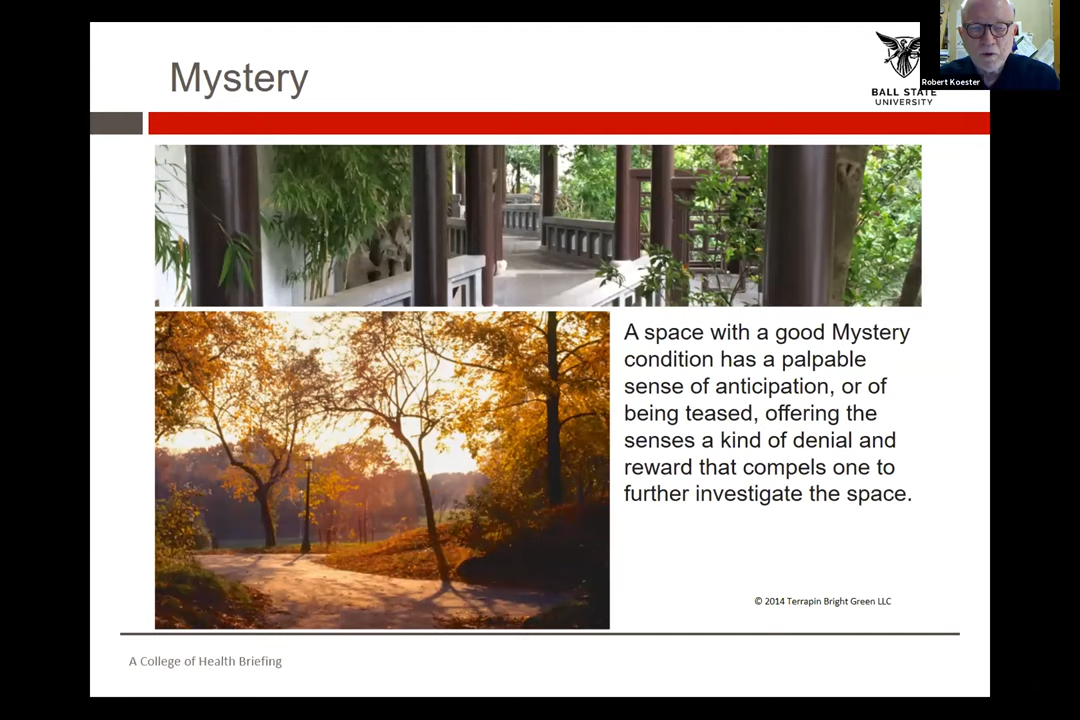 Mystery
BALL STATE
UNIVERSITY
Robert Koester
A space with a good Mystery
condition has a palpable
sense of anticipation, or of
being teased, offering the
senses a kind of denial and
reward that compels one to
further investigate the space.
© 2014 Terrapin Bright Green LLC
A College of Health Briefing